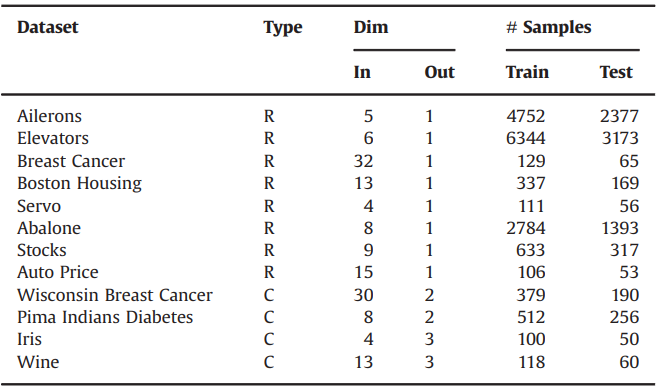 Dataset Type Dim # Samples
In Out Train Test
Ailerons R 5 1 4752 2377
Elevators R 6 1 6344 3173
Breast Cancer R 32 1 129 65
Boston Housing R 13 1 337 169
Servo R 4 1 111 56
Abalone R 8 1 2784 1393
Stocks R 9 1 633 317
Auto Price R 15 1 106 53
Wisconsin Breast Cancer C 30 2 379 190
Pima Indians Diabetes C 8 2 512 256
Iris C 4 3 100 50
Wine C 13 3 118 60